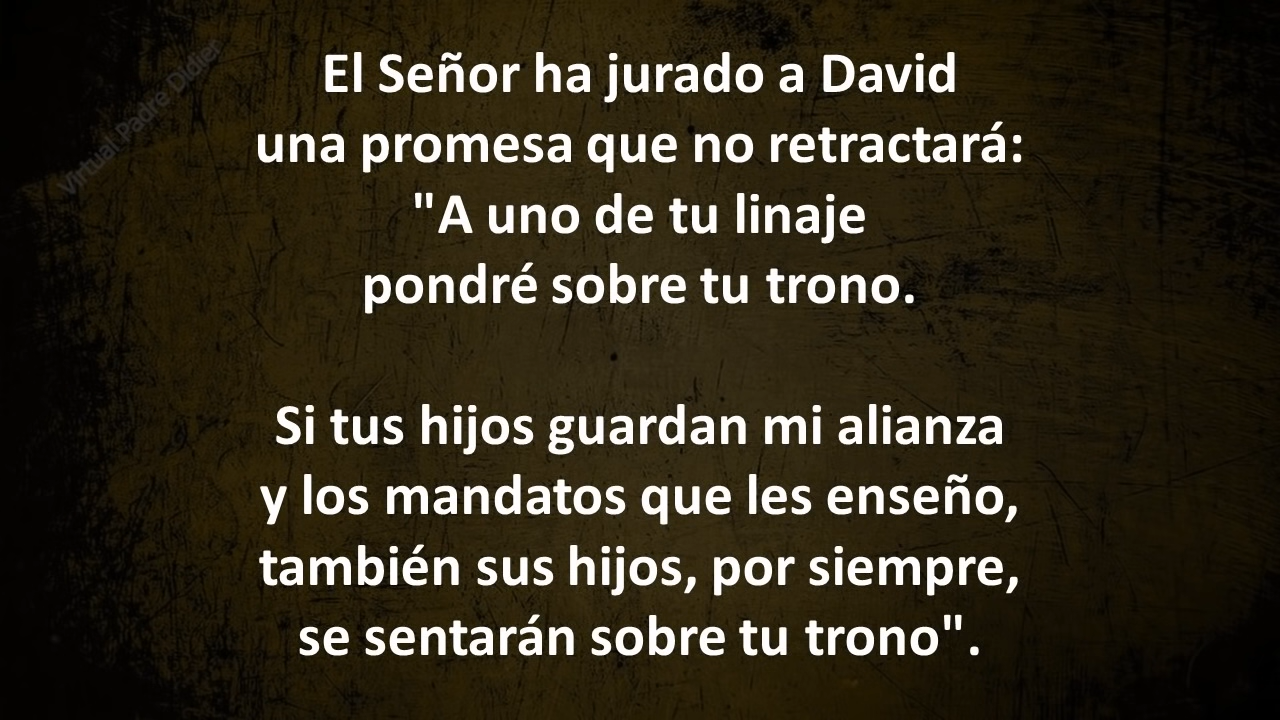 Virtual Padre Didier
El Señor ha jurado a David
una promesa que no retractará:
"A uno de tu linaje
pondré sobre tu trono.
Si tus hijos guardan mi alianza
y los mandatos que les enseño,
también sus hijos, por siempre,
se sentarán sobre tu trono".